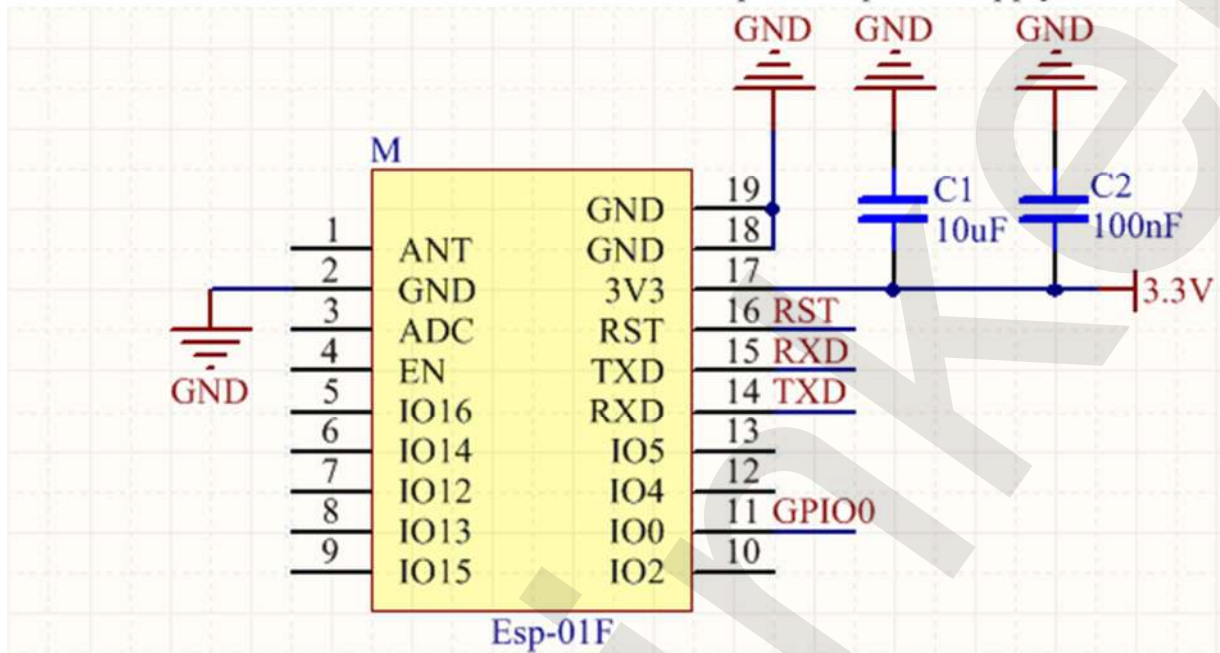 GND GND GND
M
19 GND
C1
10uF
C2
100nF
1 ANT
18 GND
2 GND
17 3V3
3.3V
3 ADC
16 RST RST
4 EN
15 TXD RXD
GND
5 IO16
14 RXD TXD
6 IO14
13 IO5
7 IO12
12 IO4
8 IO13
11 IO0 GPIO0
9 IO15
10 IO2
Esp-01F